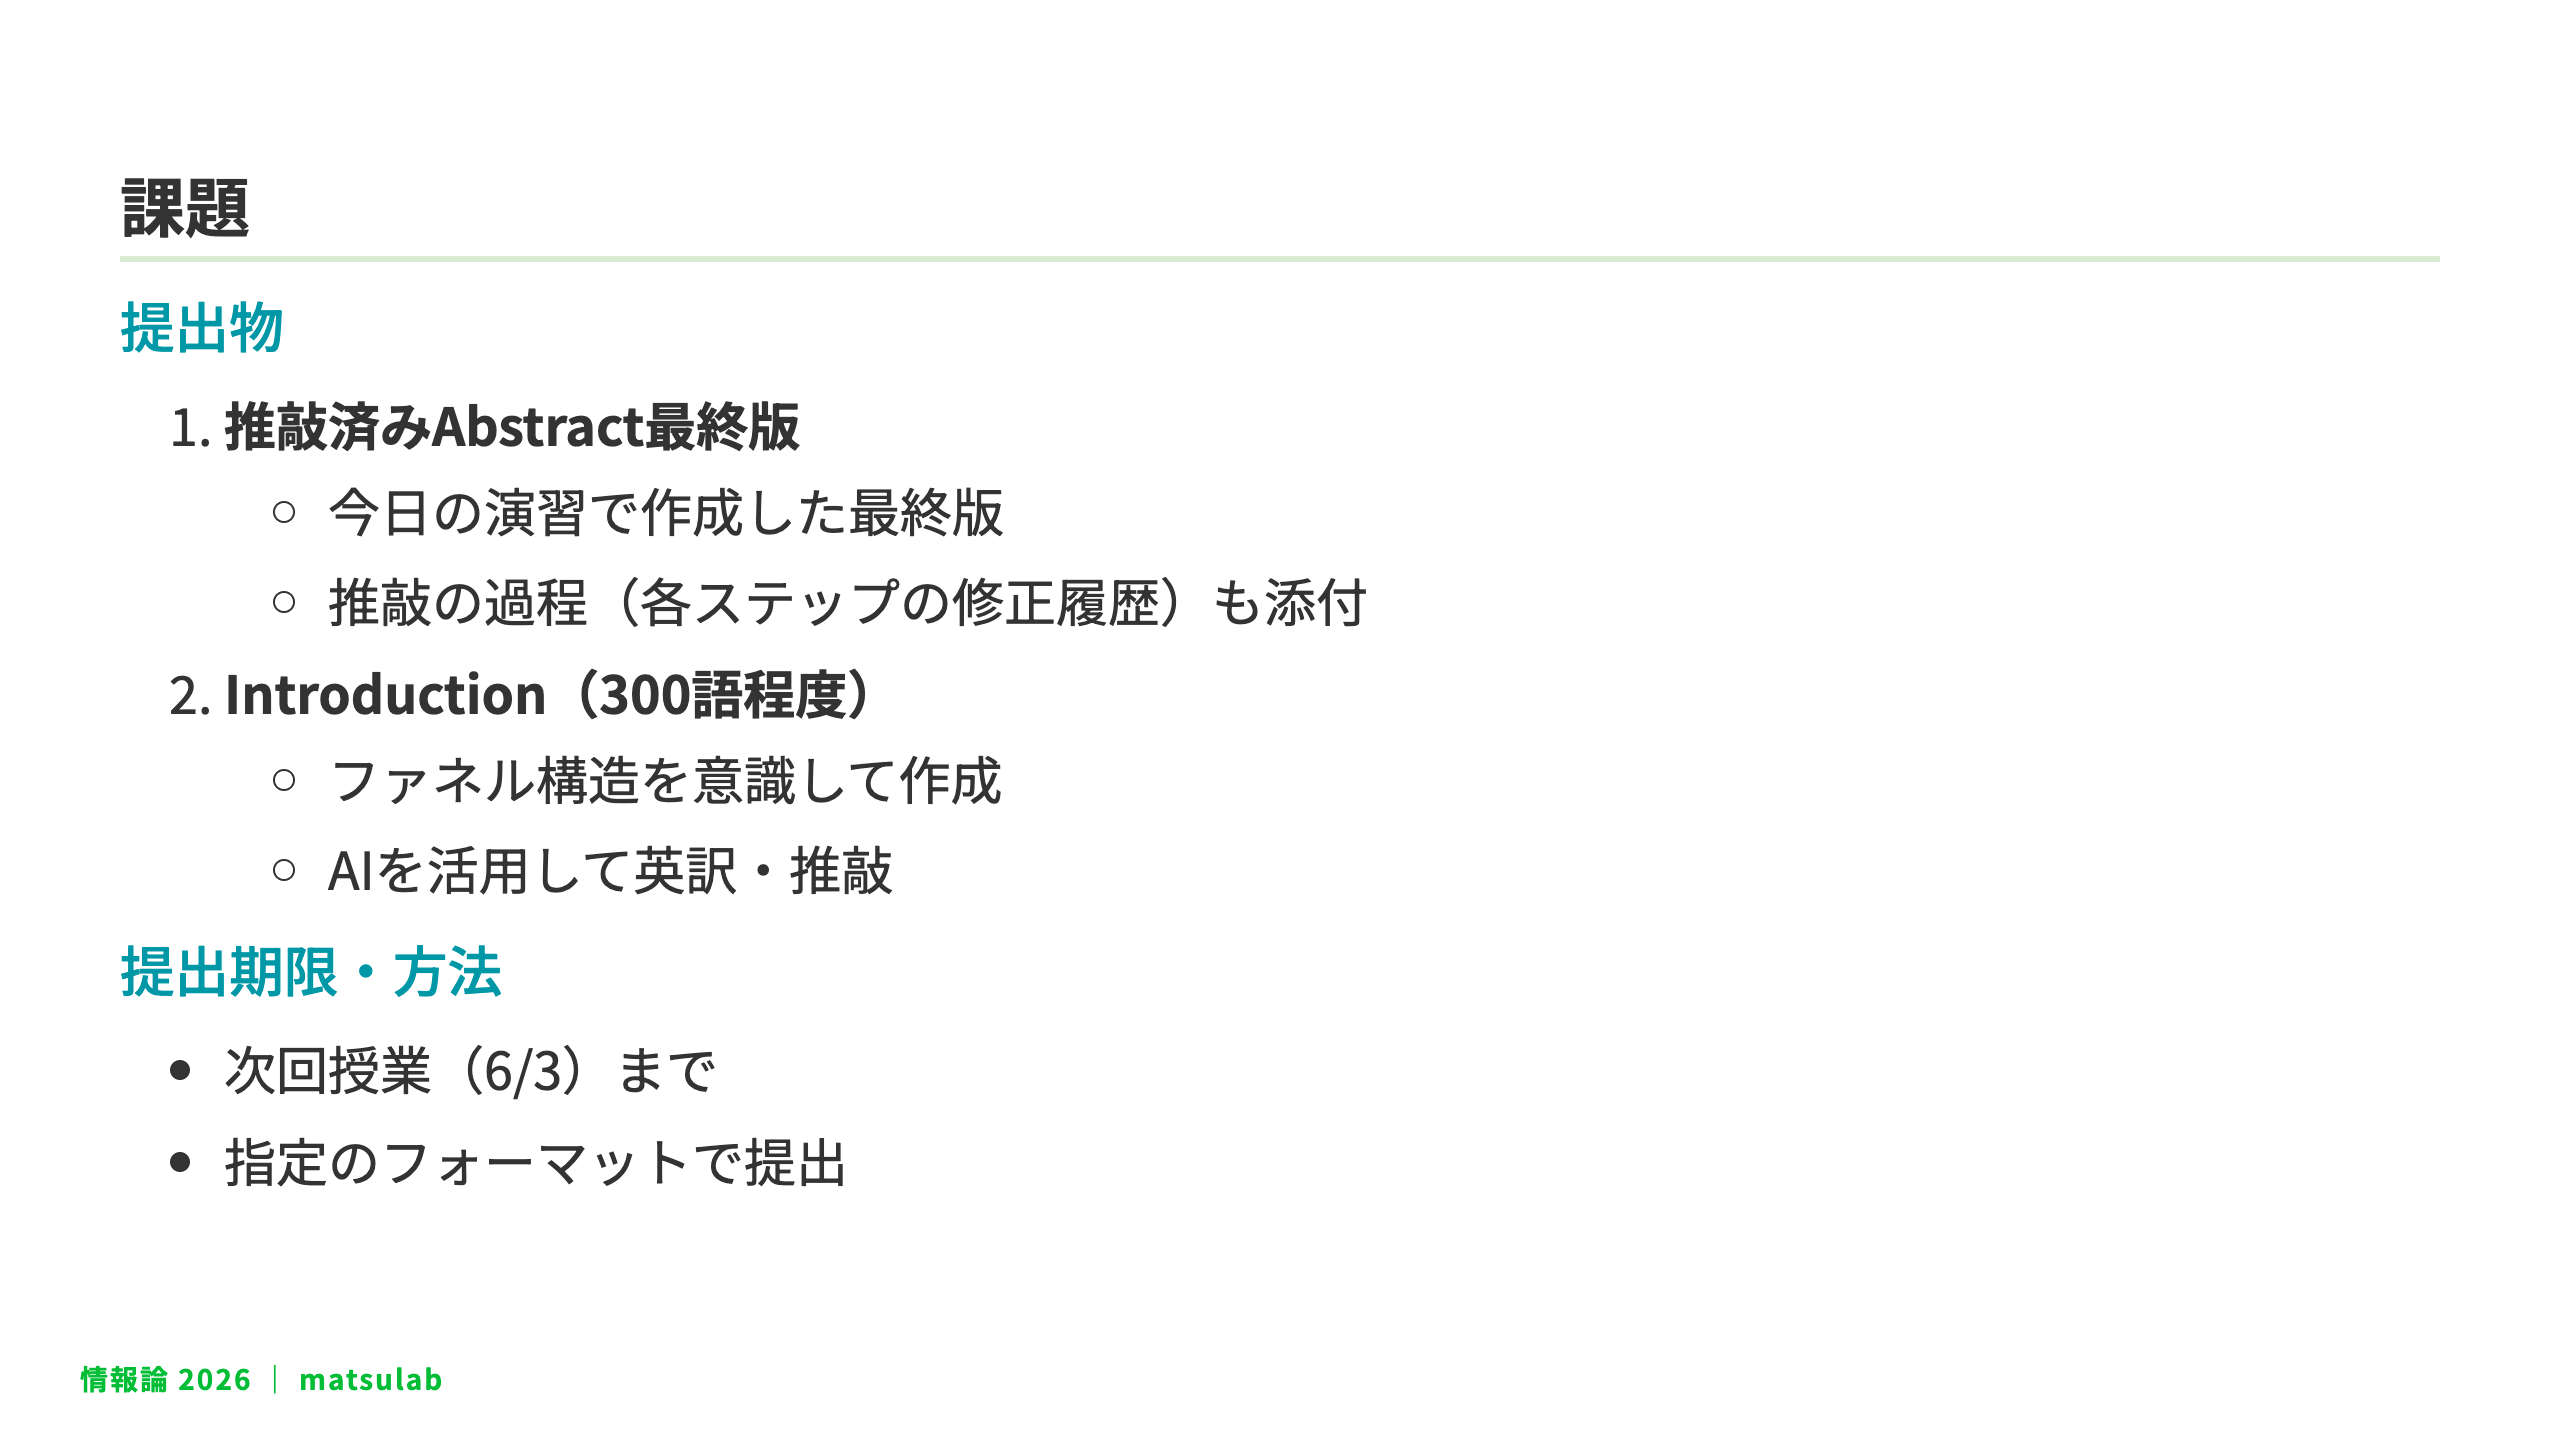 課題
提出物
1. 推敲済みAbstract最終版
○ 今日の演習で作成した最終版
○ 推敲の過程（各ステップの修正履歴）も添付
2. Introduction（300語程度）
○ ファネル構造を意識して作成
○ AIを活用して英訳・推敲
提出期限・方法
• 次回授業（6/3）まで
• 指定のフォーマットで提出
情報論 2026 ｜ matsulab